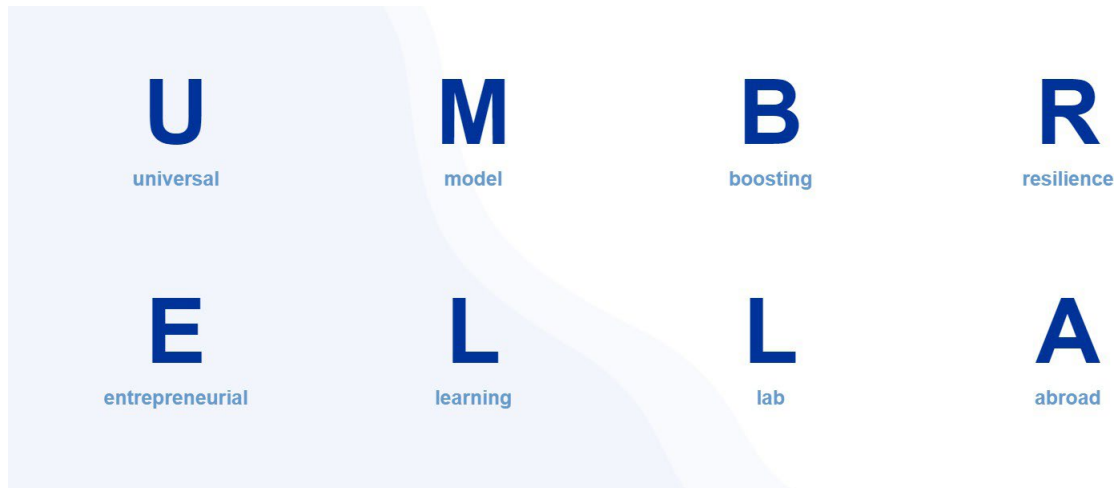 U M B R
universal model boosting resilience
E L L A
entrepreneurial learning lab abroad